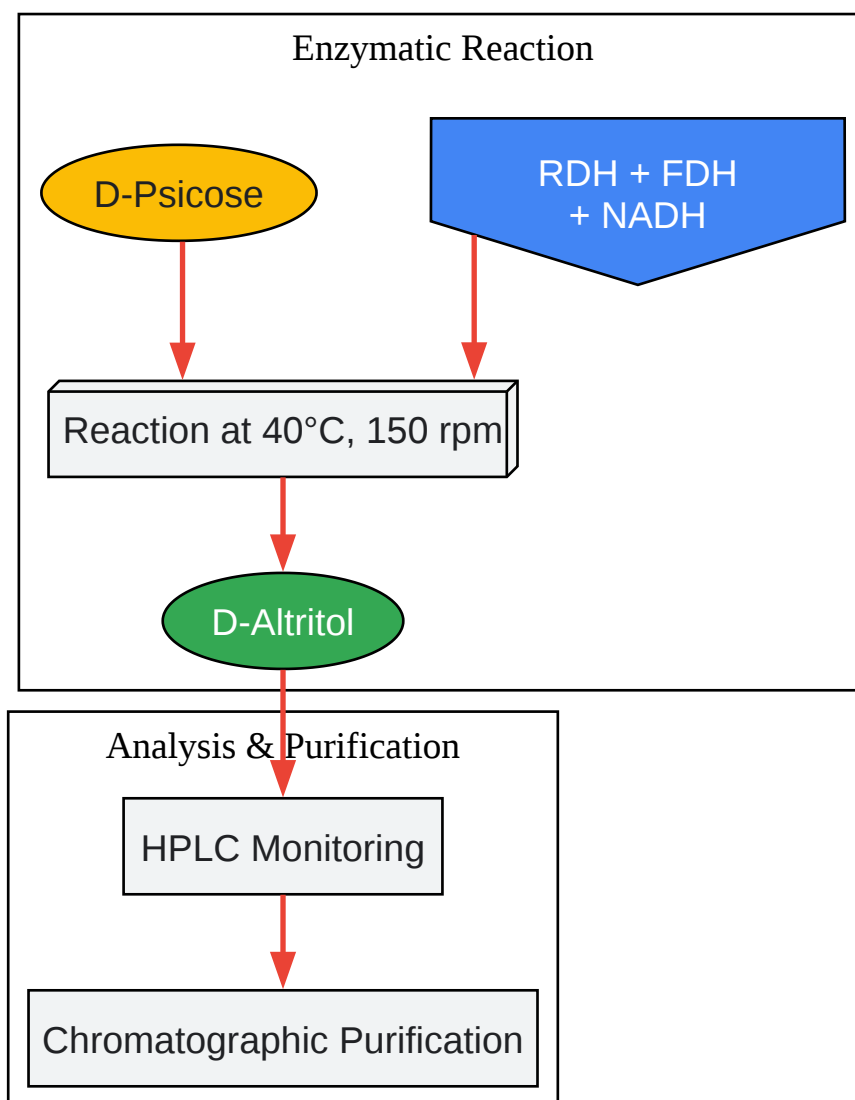 Enzymatic Reaction
D-Psicose
RDH + FDH
+ NADH
Reaction at 40°C, 150 rpm
D-Altritol
Analysis & Purification
HPLC Monitoring
Chromatographic Purification